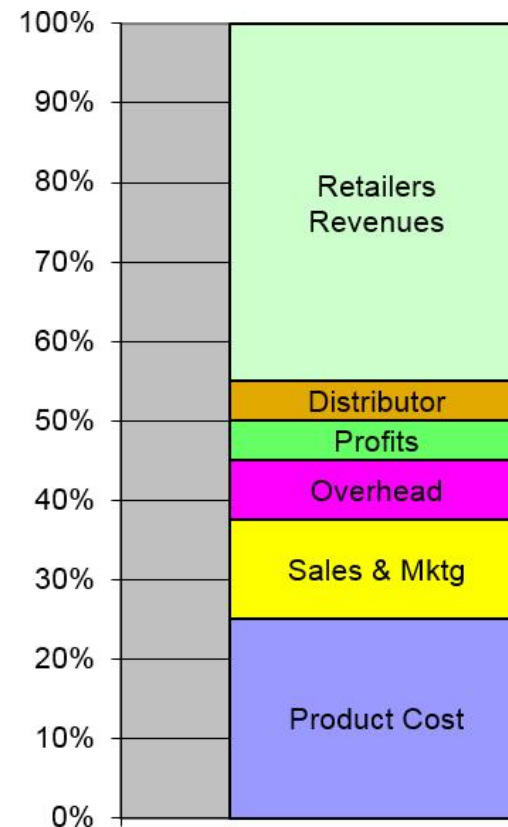 100%
90%
80%
70%
60%
50%
40%
30%
20%
10%
0%
Retailers
Revenues
Distributor
Profits
Overhead
Sales & Mktg
Product Cost